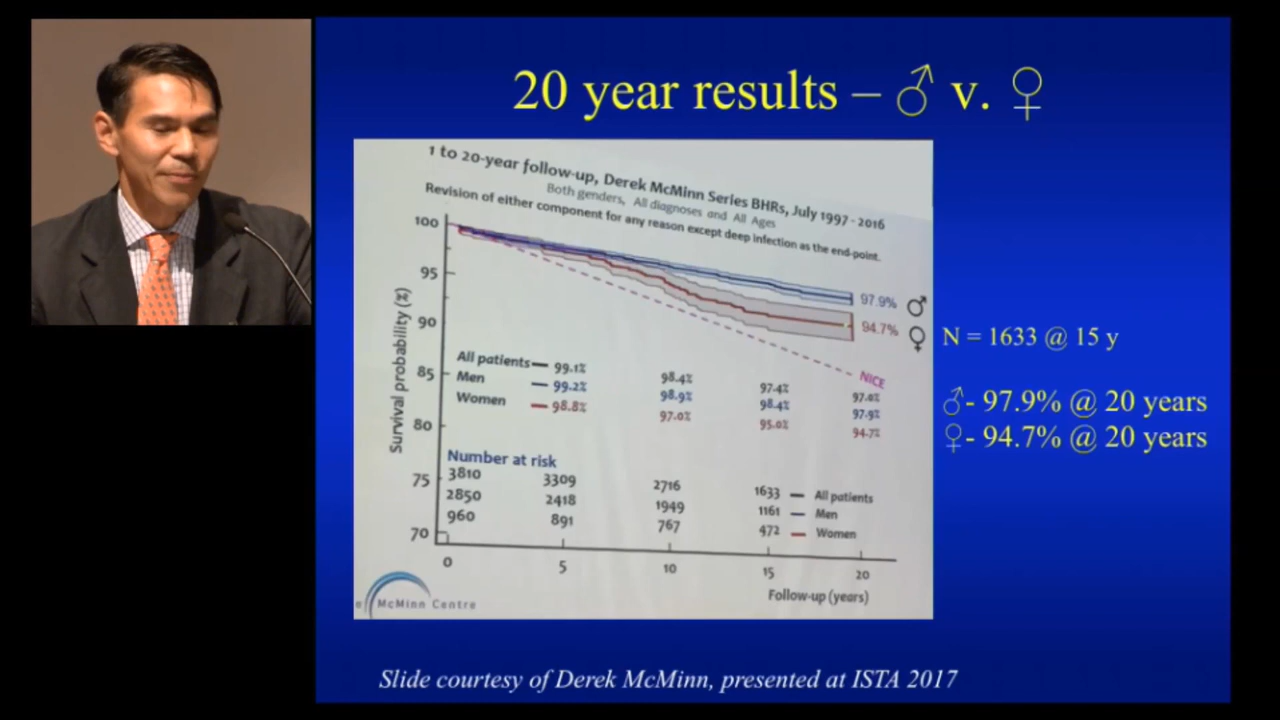 20 year results – ♂ v. ♀
1 to 20-year follow-up, Derek McMinn Series BHRs, July 1997 - 2016
Both genders, All diagnoses and All Ages
Revision of either component for any reason except deep infection as the end-point.
Survival probability (%)
100
95
90
85
80
75
70
97.9% ♂
94.7% ♀
NICE
All patients 99.1% 98.4% 97.4% 97.0%
Men 99.2% 98.9% 98.4% 97.9%
Women 98.8% 97.0% 95.0% 94.7%
Number at risk
3810 3309 2716 1633 All patients
2850 2418 1949 1161 Men
960 891 767 472 Women
0 5 10 15 20
Follow-up (years)
McMinn Centre
N = 1633 @ 15 y
♂- 97.9% @ 20 years
♀- 94.7% @ 20 years
Slide courtesy of Derek McMinn, presented at ISTA 2017